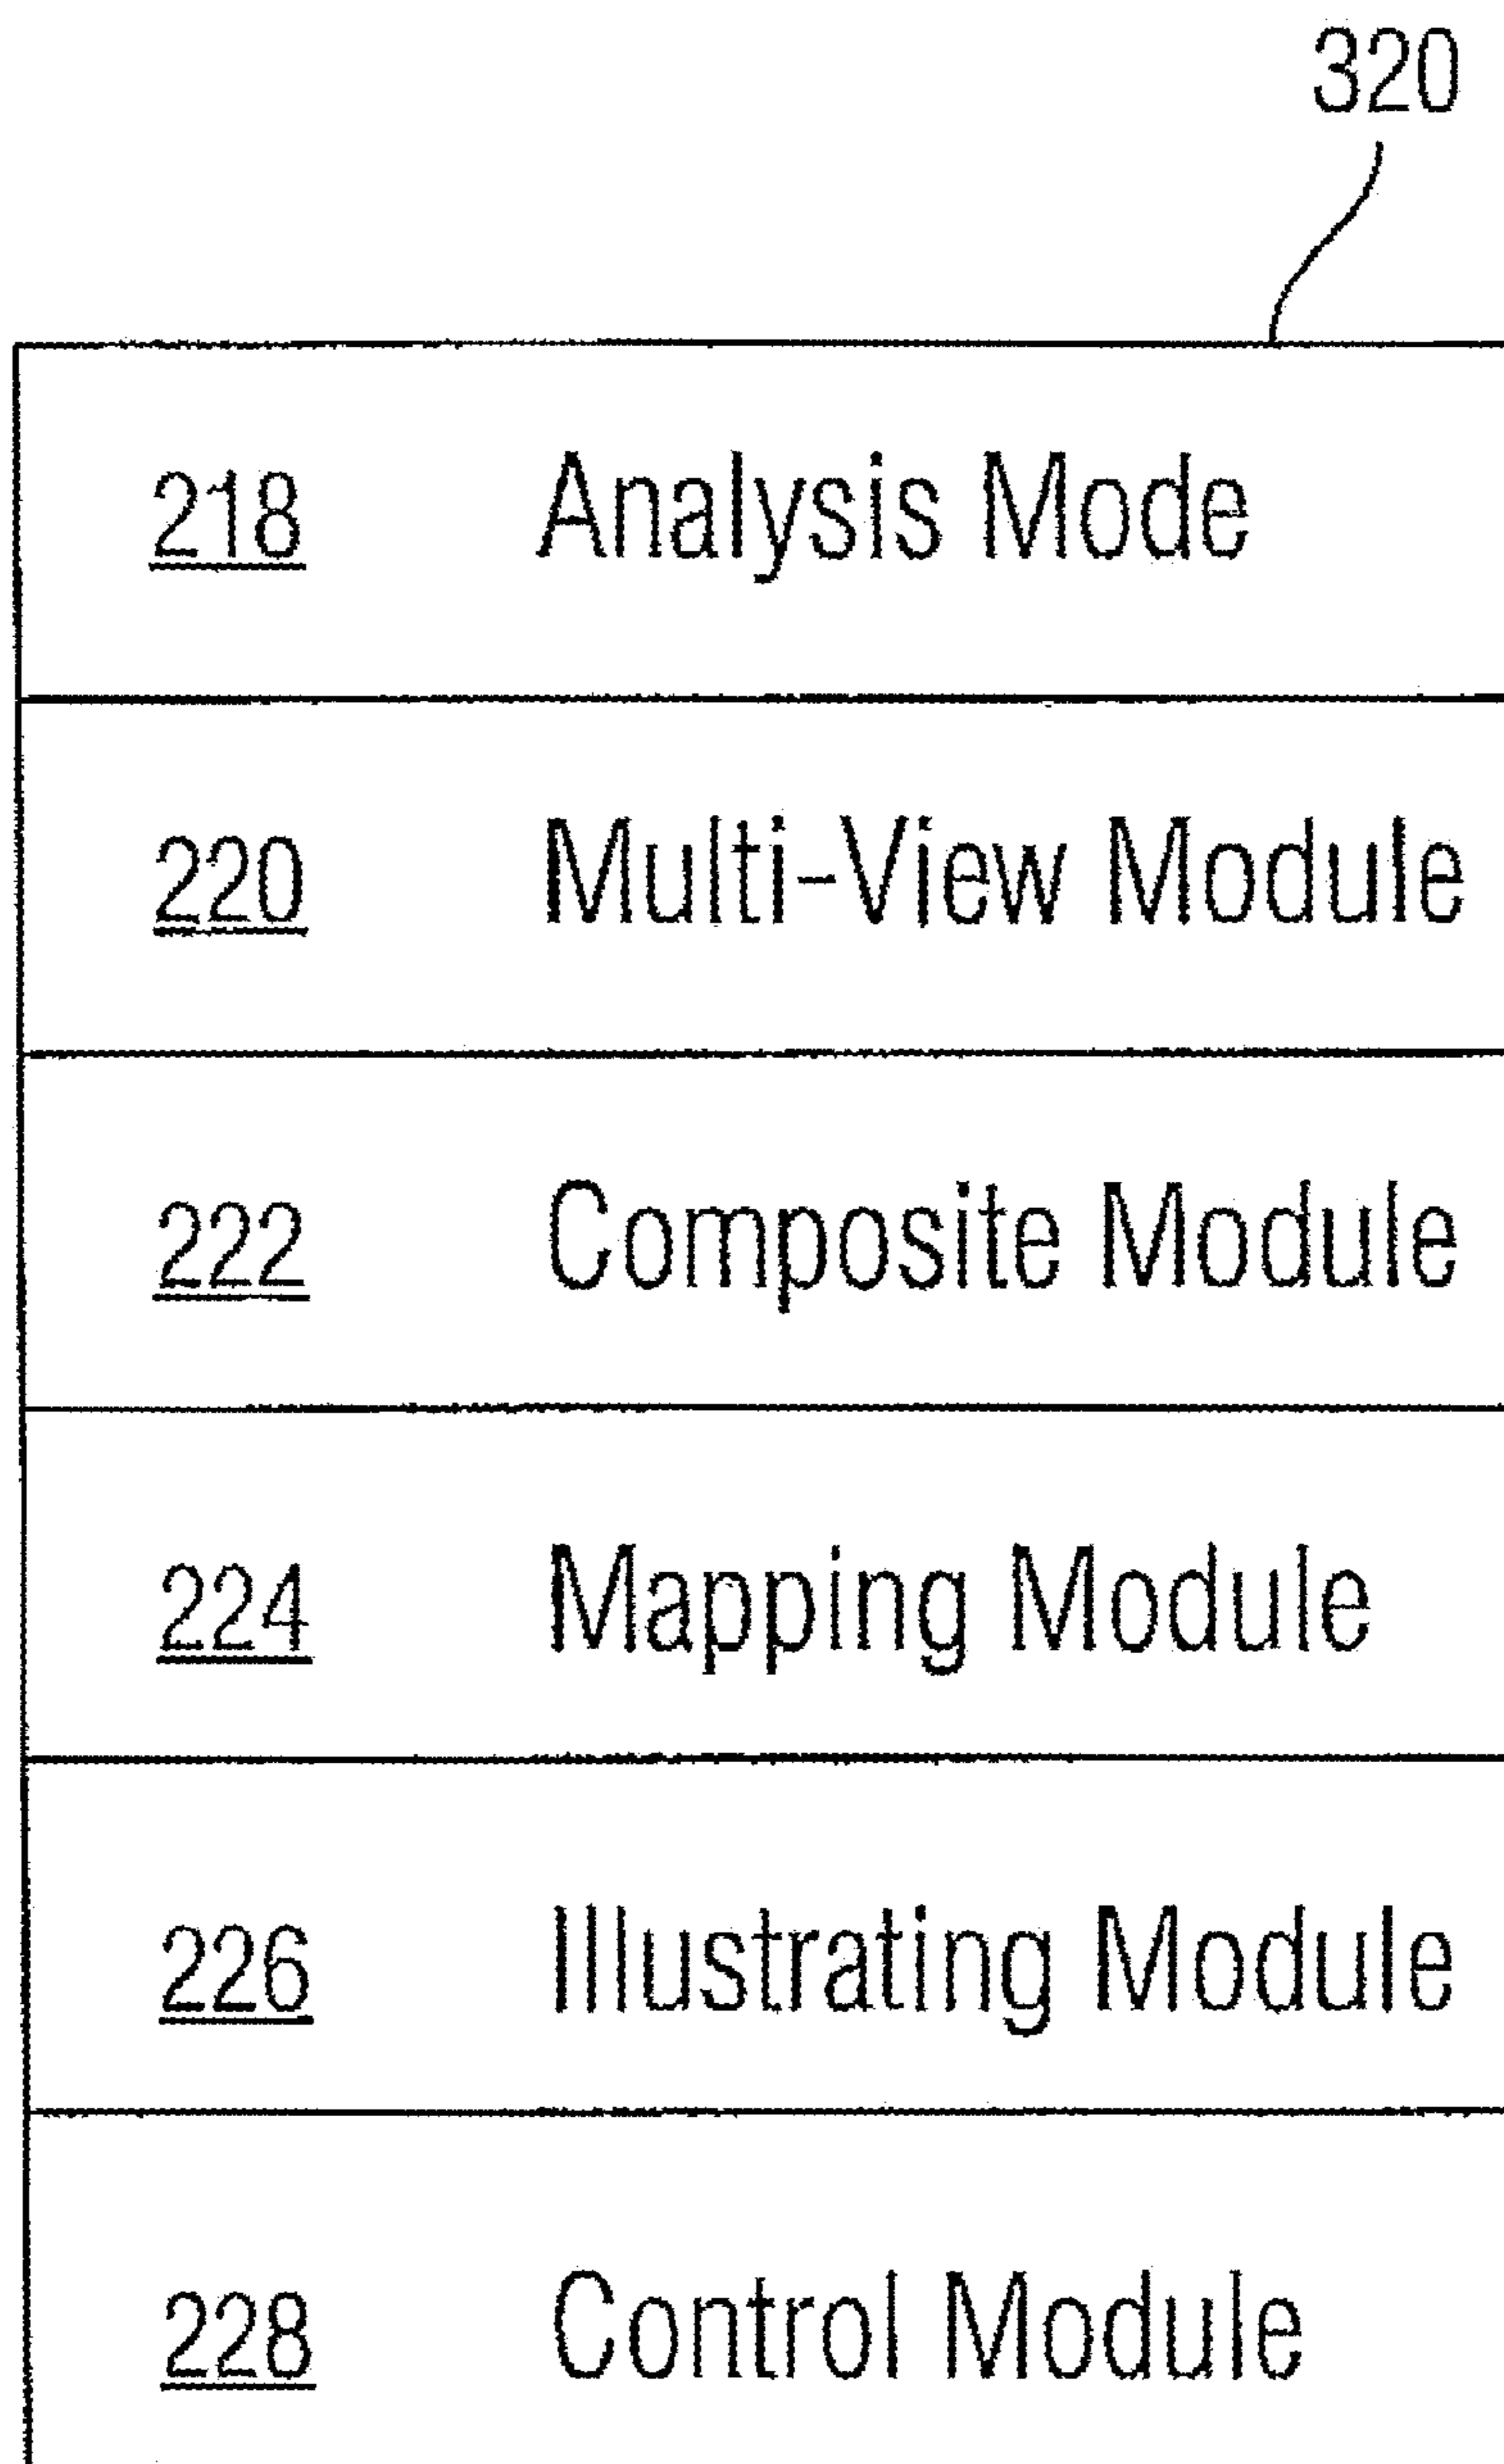 320
218 Analysis Mode
220 Multi-View Module
222 Composite Module
224 Mapping Module
226 Illustrating Module
228 Control Module